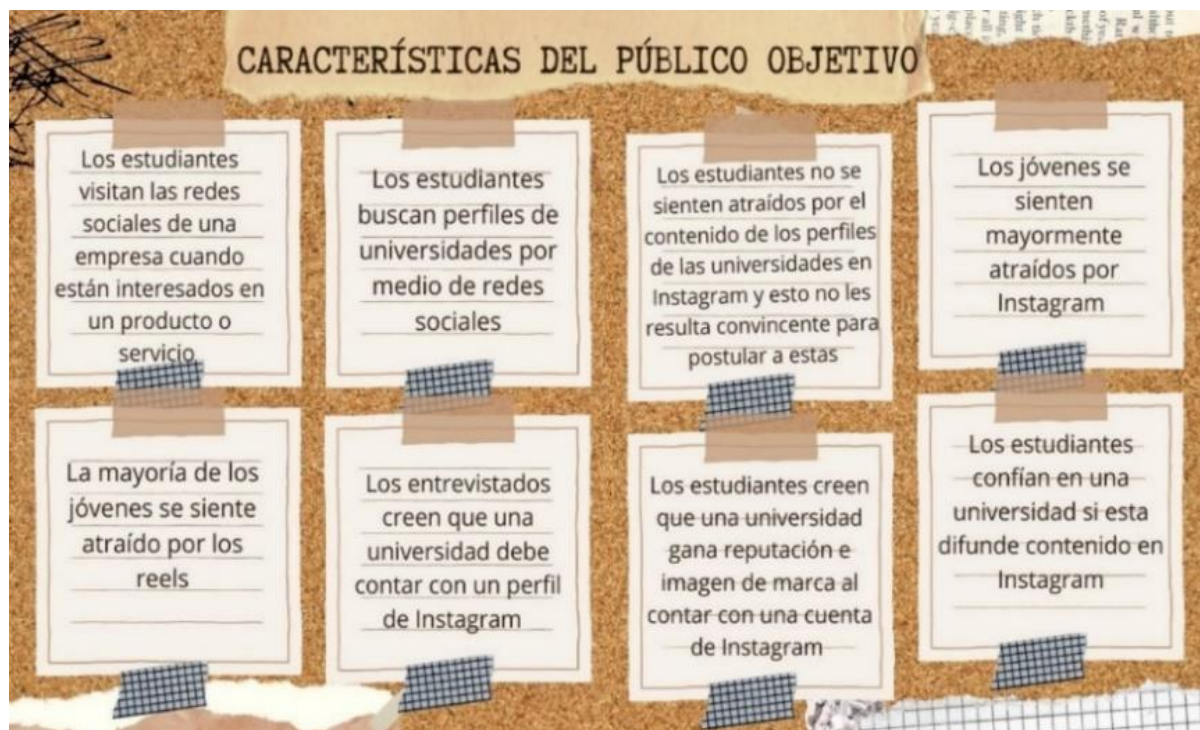 CARACTERÍSTICAS DEL PÚBLICO OBJETIVO
Los estudiantes
visitan las redes
sociales de una
empresa cuando
están interesados en
un producto o
servicio
Los estudiantes
buscan perfiles de
universidades por
medio de redes
sociales
Los estudiantes no se
sienten atraídos por el
contenido de los perfiles
de las universidades en
Instagram y esto no les
resulta convincente para
postular a estas
Los jóvenes se
sienten
mayormente
atraídos por
Instagram
La mayoría de los
jóvenes se siente
atraído por los
reels
Los entrevistados
creen que una
universidad debe
contar con un perfil
de Instagram
Los estudiantes creen
que una universidad
gana reputación e
imagen de marca al
contar con una cuenta
de Instagram
Los estudiantes
confían en una
universidad si esta
difunde contenido en
Instagram